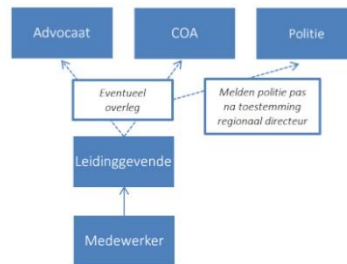 Advocaat
COA
Politie
Eventueel
overleg
Melden politie pas
na toestemming
regionaal directeur
Leidinggevende
Medewerker